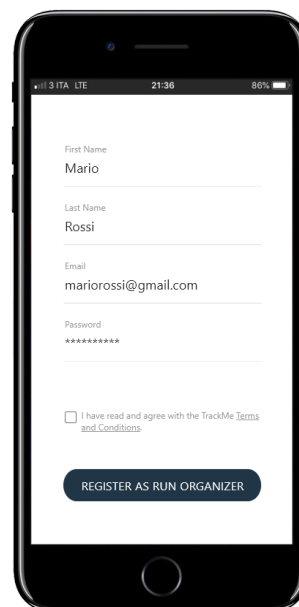 3 ITA LTE 21:36 86%
First Name
Mario
Last Name
Rossi
Email
mariorossi@gmail.com
Password
**********
I have read and agree with the TrackMe Terms
and Conditions.
REGISTER AS RUN ORGANIZER